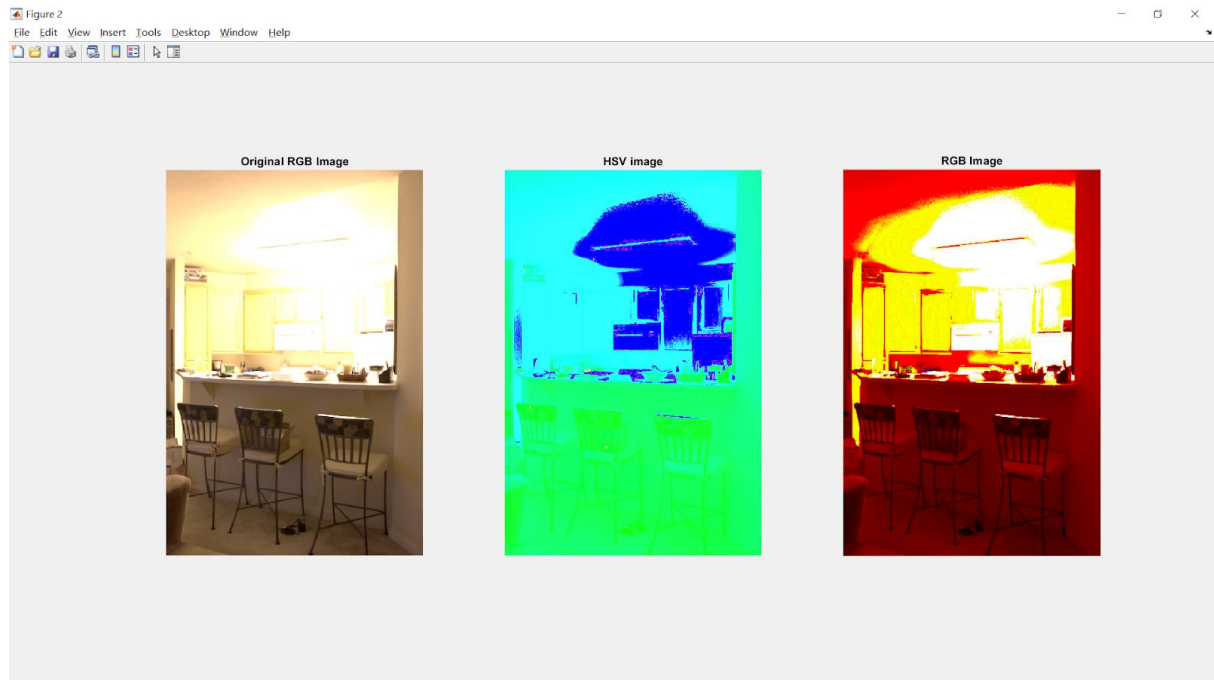 Figure 2
File Edit View Insert Tools Desktop Window Help
Original RGB Image
HSV image
RGB Image